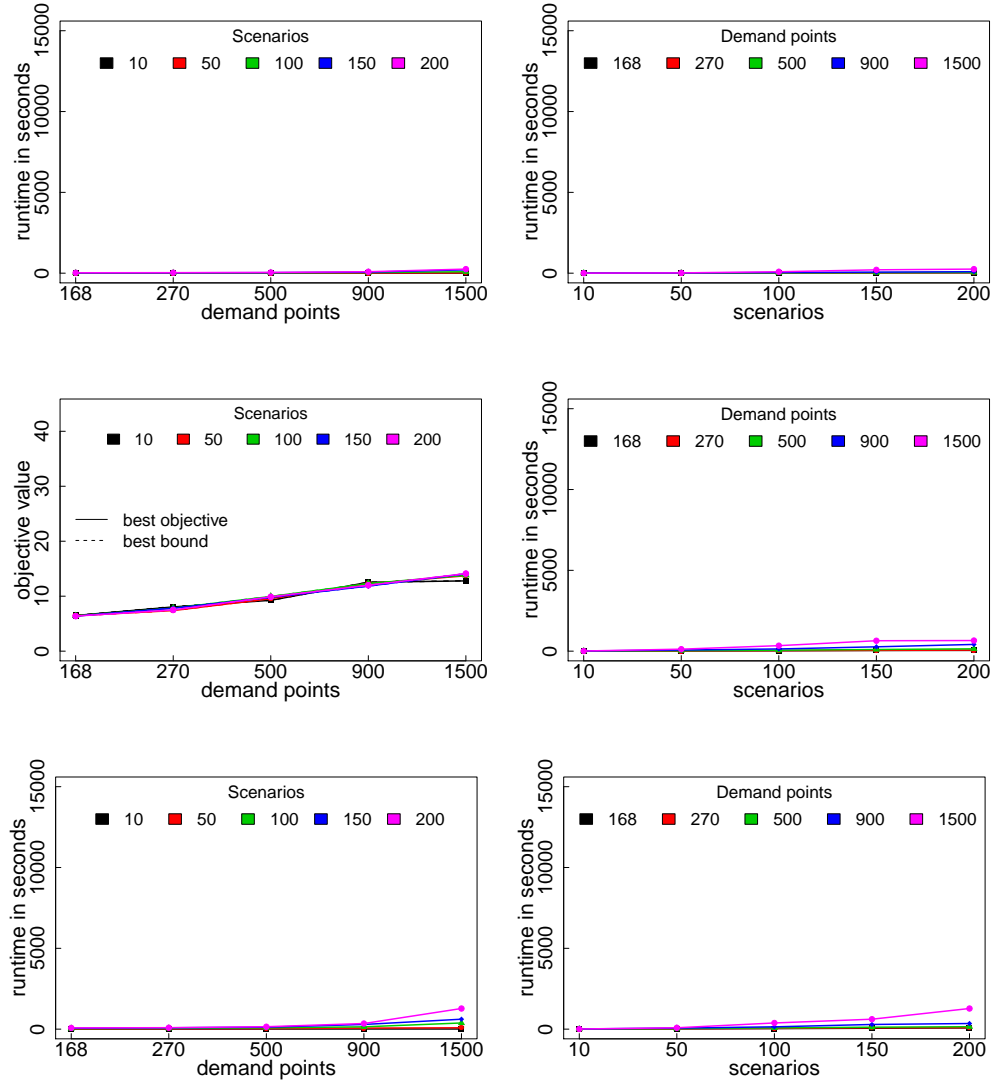 Scenarios
10 50 100 150 200
runtime in seconds
0 5000 10000 15000
168 270 500 900 1500
demand points
Demand points
168 270 500 900 1500
runtime in seconds
0 5000 10000 15000
10 50 100 150 200
scenarios
Scenarios
10 50 100 150 200
objective value
0 10 20 30 40
best objective
best bound
168 270 500 900 1500
demand points
Demand points
168 270 500 900 1500
runtime in seconds
0 5000 10000 15000
10 50 100 150 200
scenarios
Scenarios
10 50 100 150 200
runtime in seconds
0 5000 10000 15000
168 270 500 900 1500
demand points
Demand points
168 270 500 900 1500
runtime in seconds
0 5000 10000 15000
10 50 100 150 200
scenarios